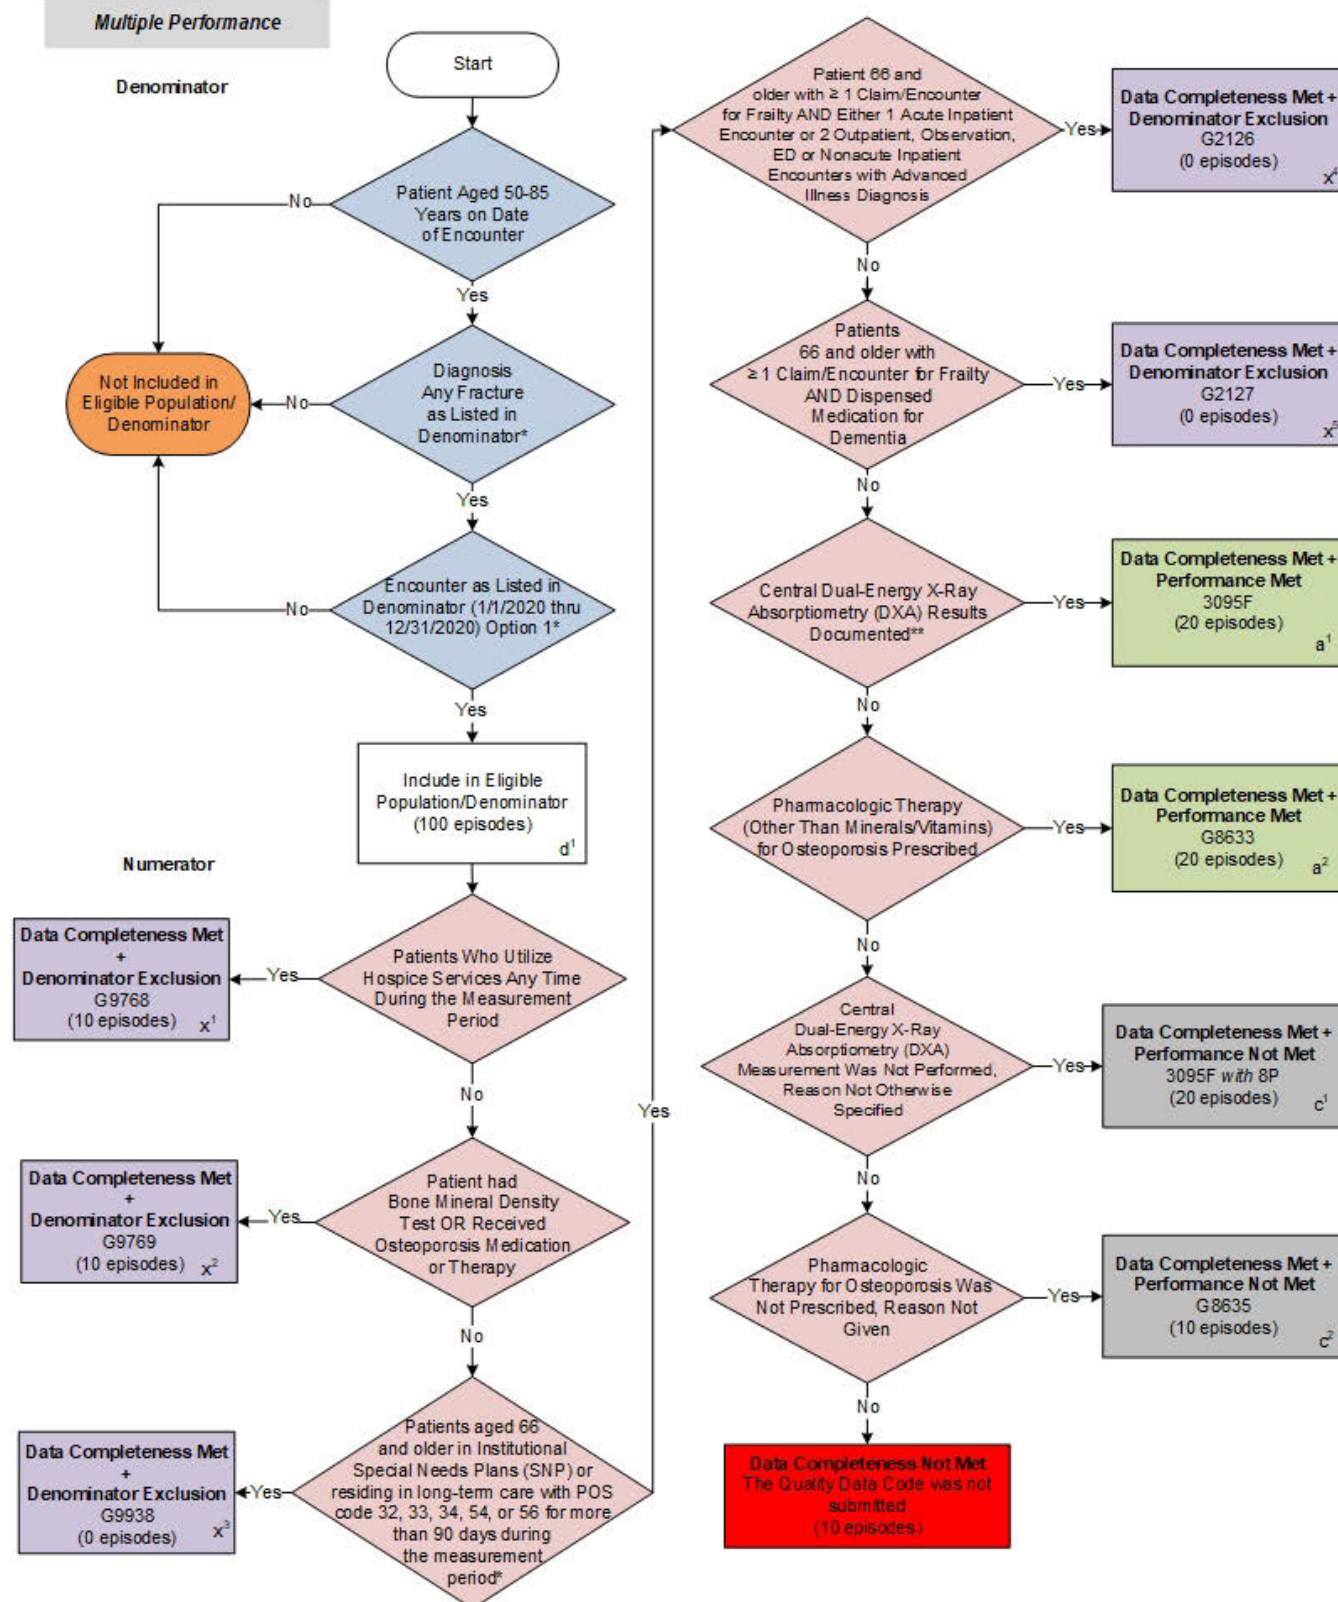 Multiple Performance
Denominator
Start
Patient Aged 50-85
Years on Date
of Encounter
No
Yes
Not Included in
Eligible Population/
Denominator
Diagnosis
Any Fracture
as Listed in
Denominator*
No
Yes
Encounter as Listed in
Denominator (1/1/2020 thru
12/31/2020) Option 1*
No
Yes
Include in Eligible
Population/Denominator
(100 episodes)
d¹
Numerator
Patients Who Utilize
Hospice Services Any Time
During the Measurement
Period
Yes
Data Completeness Met
+
Denominator Exclusion
G9768
(10 episodes) x¹
No
Patient had
Bone Mineral Density
Test OR Received
Osteoporosis Medication
or Therapy
Yes
Data Completeness Met
+
Denominator Exclusion
G9769
(10 episodes) x²
No
Patients aged 66
and older in Institutional
Special Needs Plans (SNP) or
residing in long-term care with POS
code 32, 33, 34, 54, or 56 for more
than 90 days during
the measurement
period*
Yes
Data Completeness Met
+
Denominator Exclusion
G9938
(0 episodes) x³
Yes
Patient 66 and
older with ≥ 1 Claim/Encounter
for Frailty AND Either 1 Acute Inpatient
Encounter or 2 Outpatient, Observation,
ED or Nonacute Inpatient
Encounters with Advanced
Illness Diagnosis
Yes
Data Completeness Met +
Denominator Exclusion
G2126
(0 episodes)
x⁴
No
Patients
66 and older with
≥ 1 Claim/Encounter for Frailty
AND Dispensed
Medication for
Dementia
Yes
Data Completeness Met +
Denominator Exclusion
G2127
(0 episodes)
x⁵
No
Central Dual-Energy X-Ray
Absorptiometry (DXA) Results
Documented**
Yes
Data Completeness Met +
Performance Met
3095F
(20 episodes)
a¹
No
Pharmacologic Therapy
(Other Than Minerals/Vitamins)
for Osteoporosis Prescribed
Yes
Data Completeness Met +
Performance Met
G8633
(20 episodes)
a²
No
Central
Dual-Energy X-Ray
Absorptiometry (DXA)
Measurement Was Not Performed,
Reason Not Otherwise
Specified
Yes
Data Completeness Met +
Performance Not Met
3095F with 8P
(20 episodes)
c¹
No
Pharmacologic
Therapy for Osteoporosis Was
Not Prescribed, Reason Not
Given
Yes
Data Completeness Met +
Performance Not Met
G8635
(10 episodes)
c²
No
Data Completeness Not Met
The Quality Data Code was not
submitted
(10 episodes)